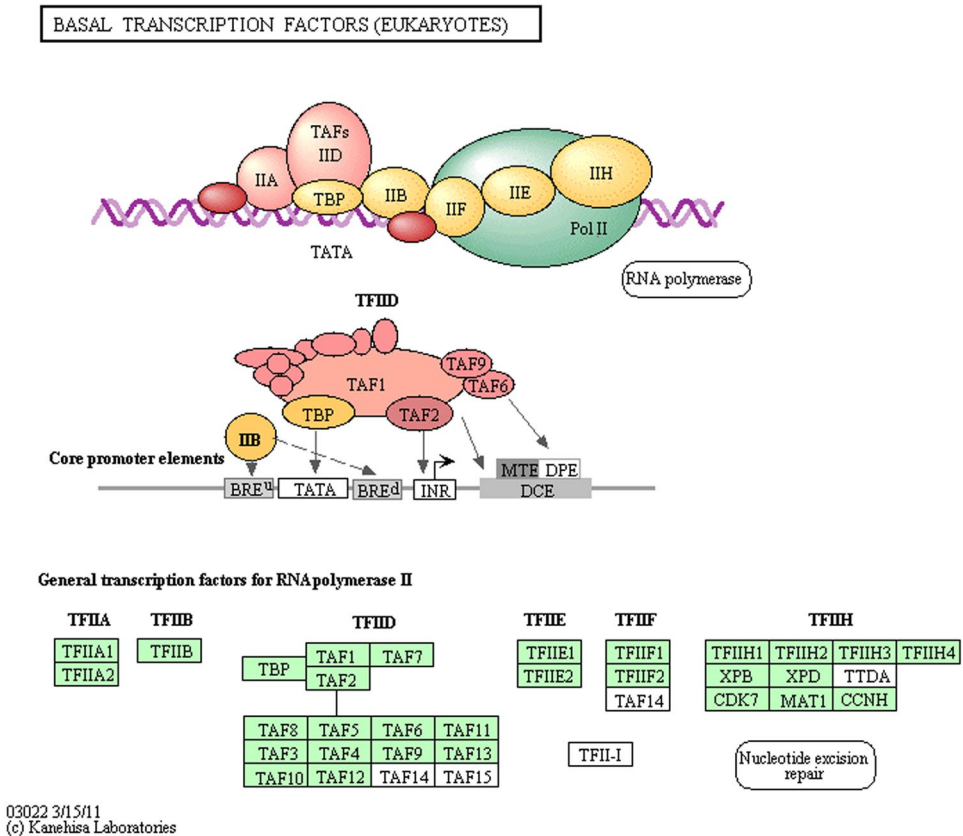 BASAL TRANSCRIPTION FACTORS (EUKARYOTES)
TAFs
IID
IIA
TBP
IIB
IIF
IIE
IIH
Pol II
TATA
RNA polymerase
TFIID
TAF1
TAF9
TAF6
TBP
TAF2
IIB
Core promoter elements
MTE DPE
BREu TATA BREd INR DCE
General transcription factors for RNA polymerase II
TFIIA TFIIB TFIID TFIIE TFIIF TFIIH
TFIIA1
TFIIA2
TFIIB
TBP
TAF1 TAF7
TAF2
TAF8 TAF5 TAF6 TAF11
TAF3 TAF4 TAF9 TAF13
TAF10 TAF12 TAF14 TAF15
TFIIE1
TFIIE2
TFIIF1
TFIIF2
TAF14
TFIIH1 TFIIH2 TFIIH3 TFIIH4
XPB XPD TTDA
CDK7 MAT1 CCNH
TFII-I
Nucleotide excision
repair
03022 3/15/11
(c) Kanehisa Laboratories